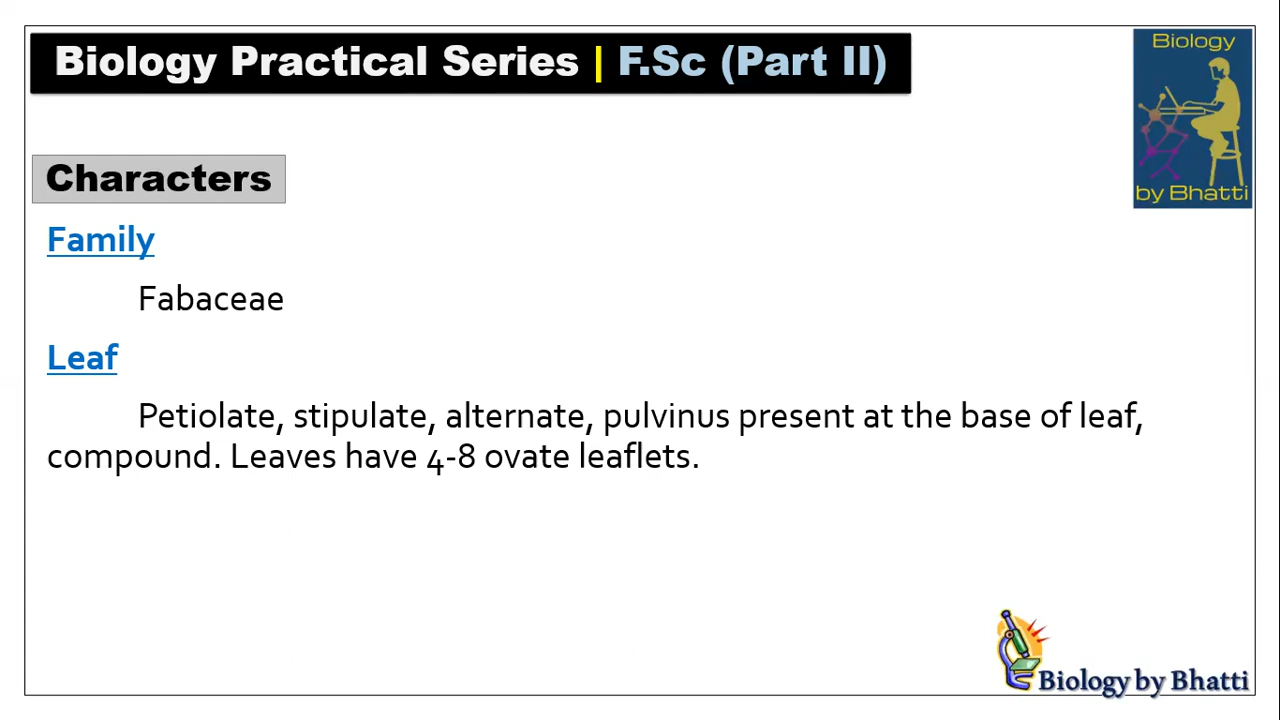 Biology Practical Series | F.Sc (Part II)
Biology
by Bhatti
Characters
Family
Fabaceae
Leaf
Petiolate, stipulate, alternate, pulvinus present at the base of leaf,
compound. Leaves have 4-8 ovate leaflets.
Biology by Bhatti